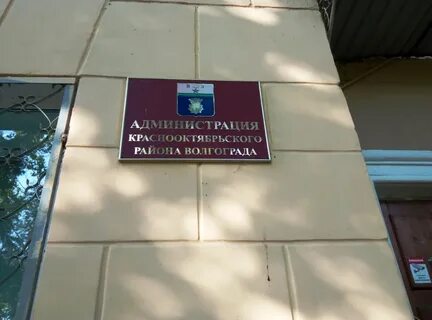 АДМИНИСТРАЦИЯ
КРАСНООКТЯБРЬСКОГО
РАЙОНА ВОЛГОГРАДА